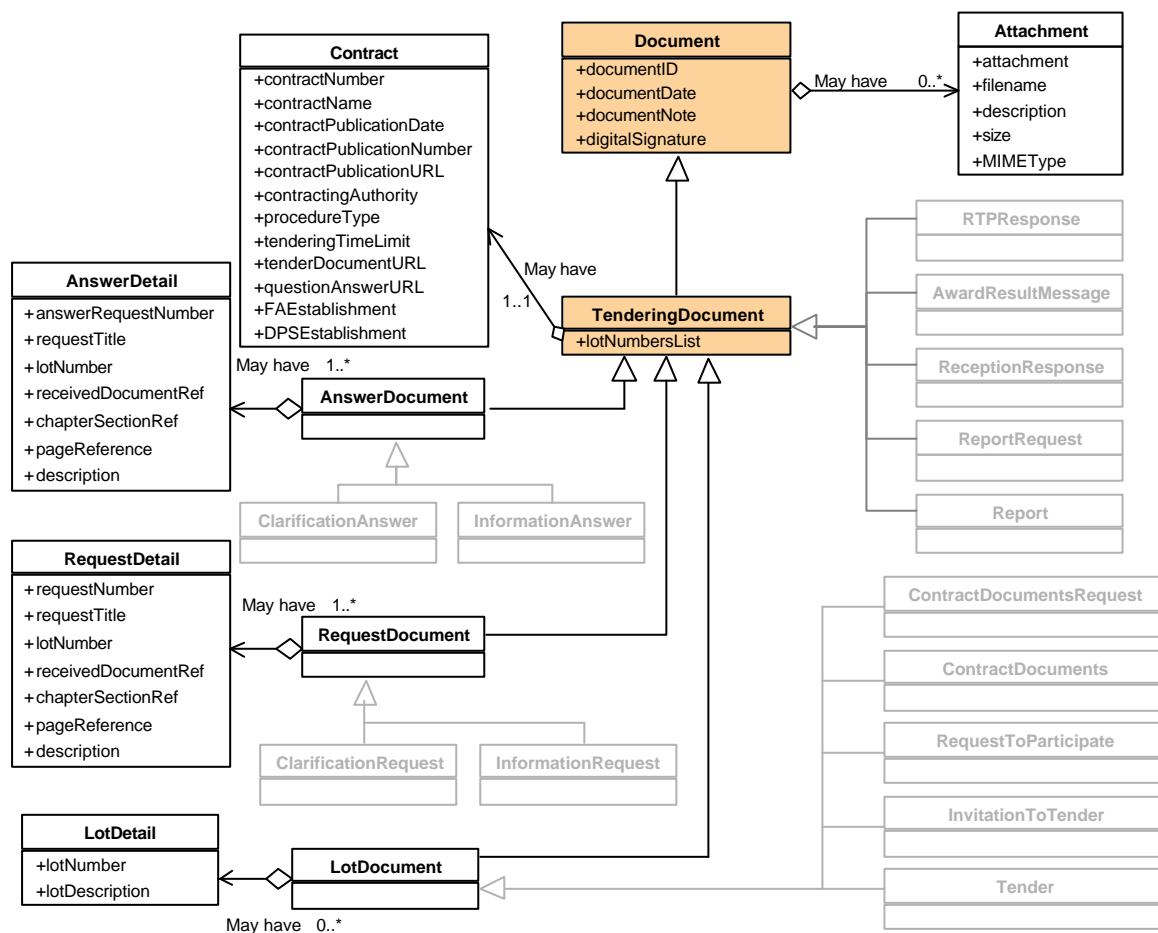 Contract
+contractNumber
+contractName
+contractPublicationDate
+contractPublicationNumber
+contractPublicationURL
+contractingAuthority
+procedureType
+tenderingTimeLimit
+tenderDocumentURL
+questionAnswerURL
+FAEstablishment
+DPSEstablishment
Document
+documentID
+documentDate
+documentNote
+digitalSignature
May have 0..*
Attachment
+attachment
+filename
+description
+size
+MIMEType
May have
1..1
TenderingDocument
+lotNumbersList
RTPResponse
AwardResultMessage
ReceptionResponse
ReportRequest
Report
AnswerDetail
+answerRequestNumber
+requestTitle
+lotNumber
+receivedDocumentRef
+chapterSectionRef
+pageReference
+description
May have 1..*
AnswerDocument
ClarificationAnswer
InformationAnswer
RequestDetail
+requestNumber
+requestTitle
+lotNumber
+receivedDocumentRef
+chapterSectionRef
+pageReference
+description
May have 1..*
RequestDocument
ClarificationRequest
InformationRequest
ContractDocumentsRequest
ContractDocuments
RequestToParticipate
InvitationToTender
Tender
LotDetail
+lotNumber
+lotDescription
LotDocument
May have 0..*